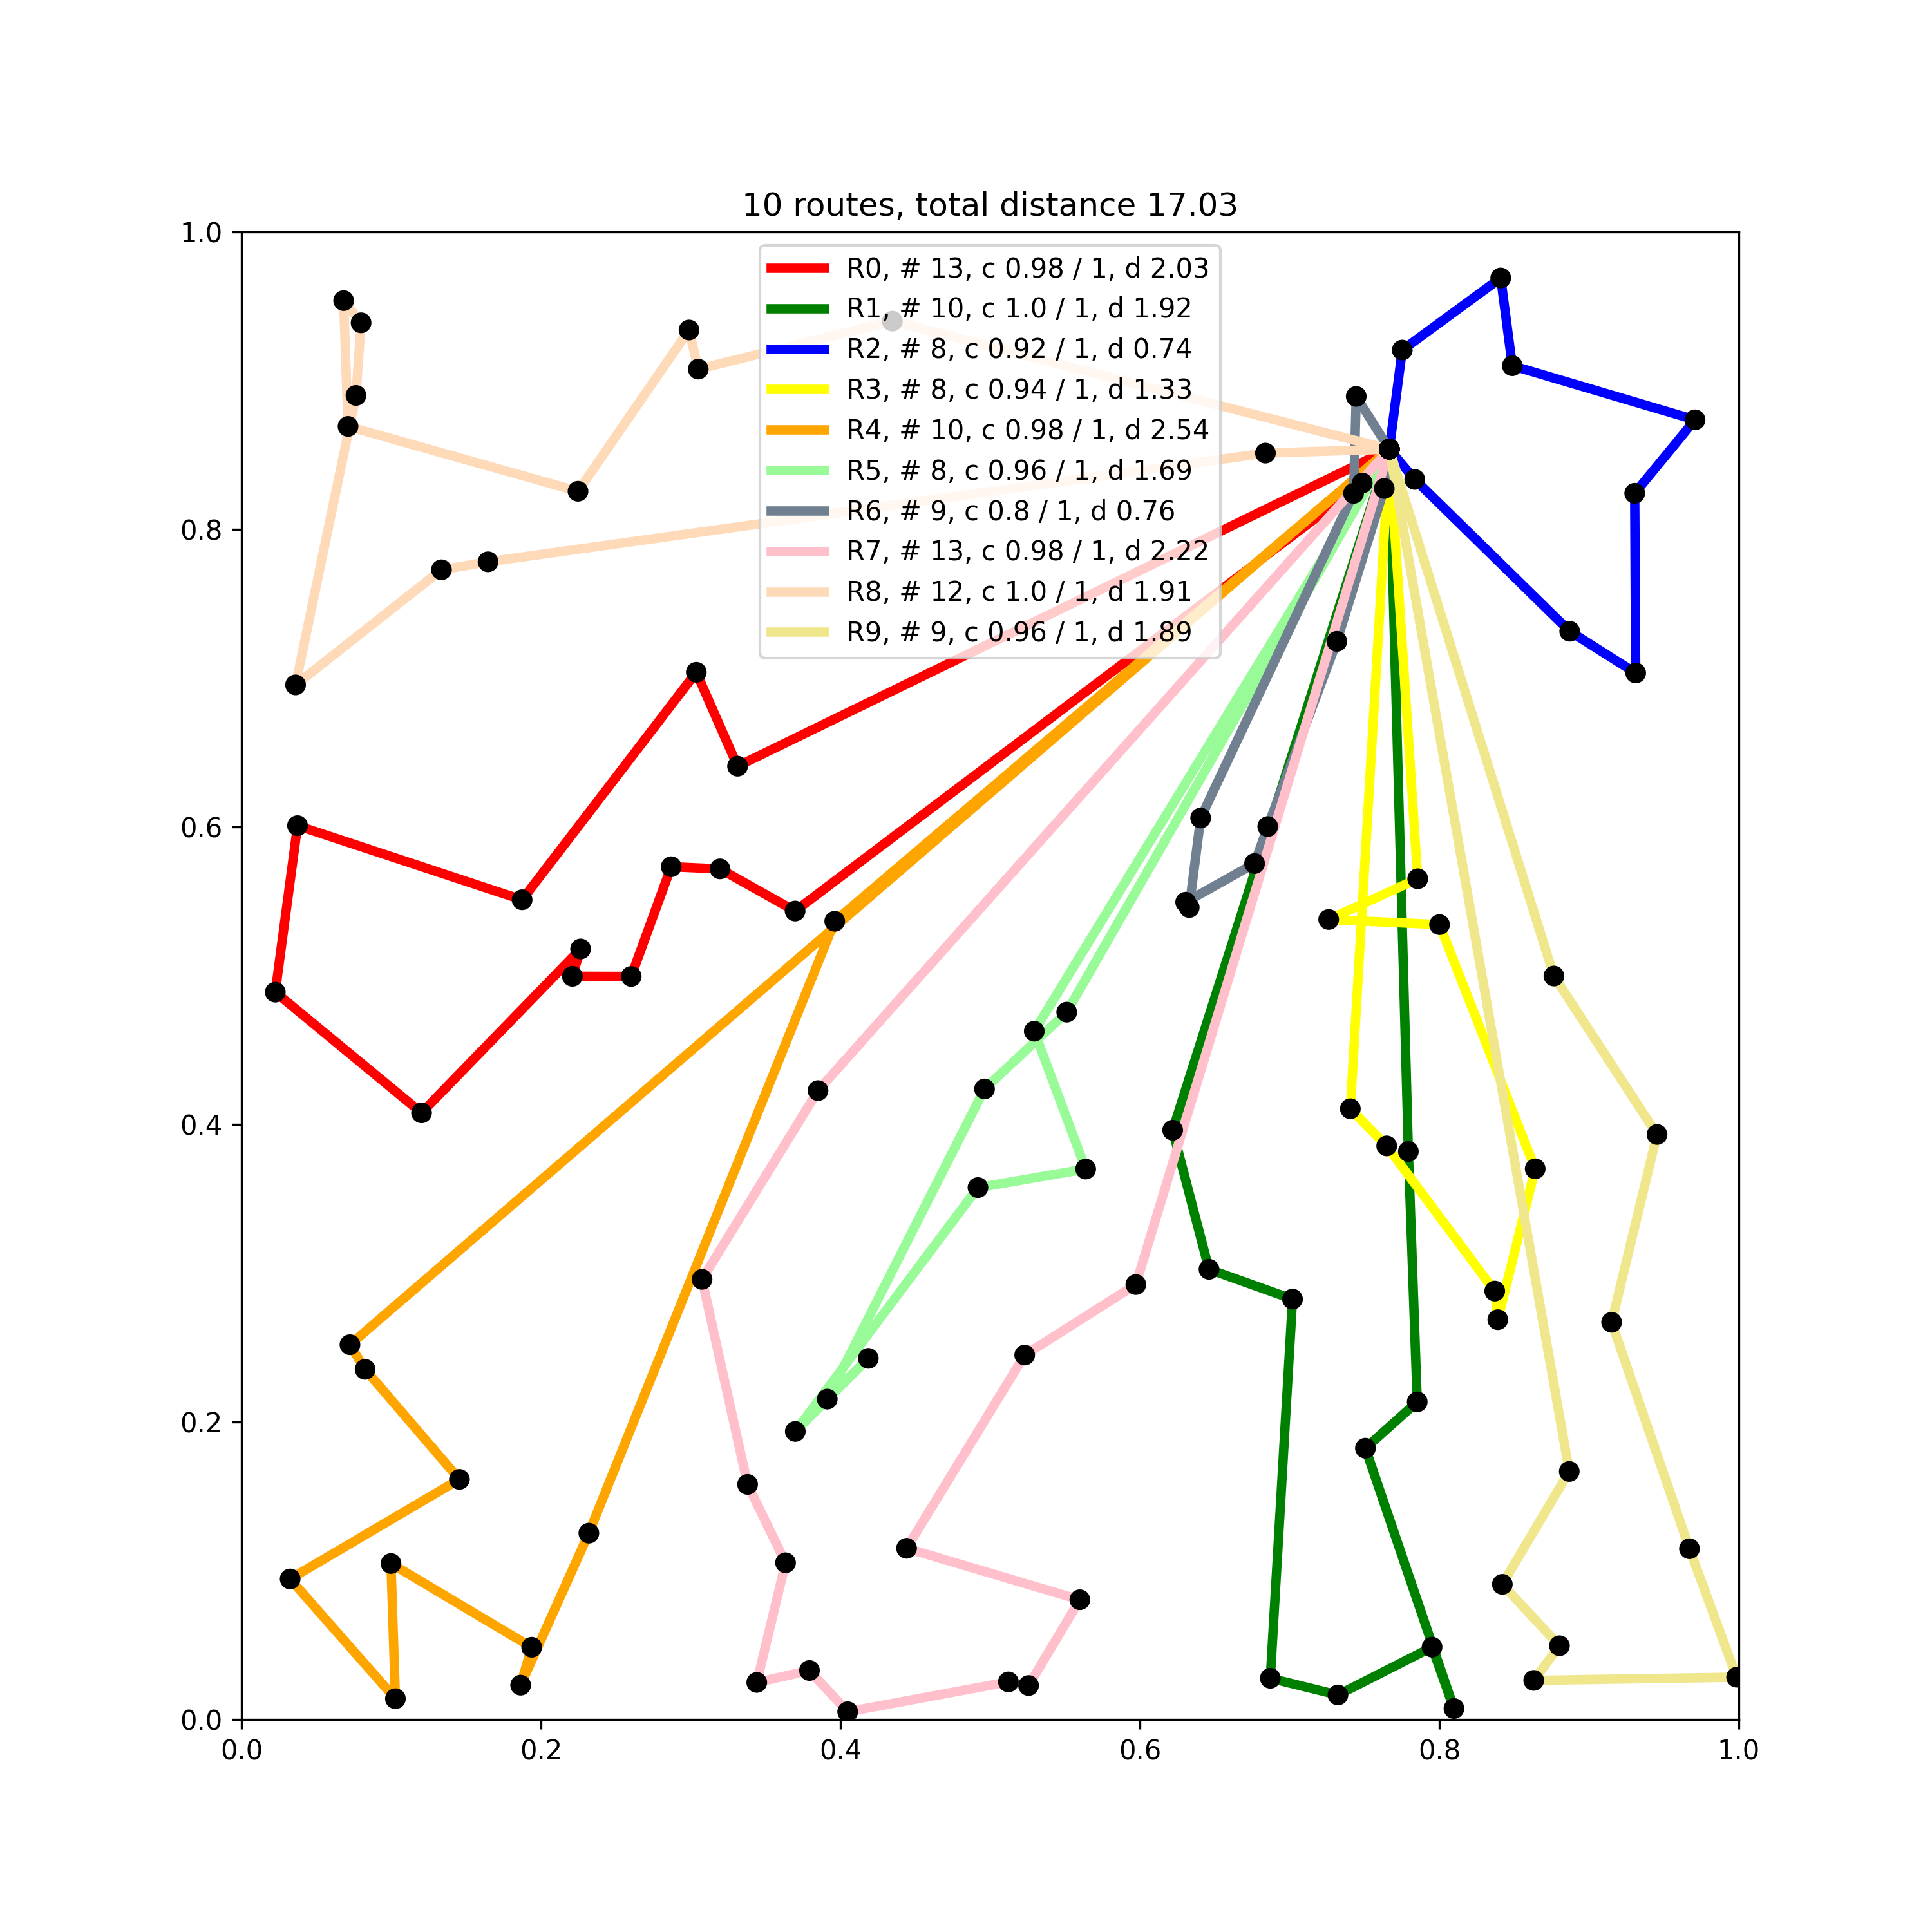 10 routes, total distance 17.03
1.0
R0, # 13, c 0.98 / 1, d 2.03
R1, # 10, c 1.0 / 1, d 1.92
R2, # 8, c 0.92 / 1, d 0.74
R3, # 8, c 0.94 / 1, d 1.33
R4, # 10, c 0.98 / 1, d 2.54
R5, # 8, c 0.96 / 1, d 1.69
R6, # 9, c 0.8 / 1, d 0.76
R7, # 13, c 0.98 / 1, d 2.22
R8, # 12, c 1.0 / 1, d 1.91
R9, # 9, c 0.96 / 1, d 1.89
0.8
0.6
0.4
0.2
0.0
0.0 0.2 0.4 0.6 0.8 1.0